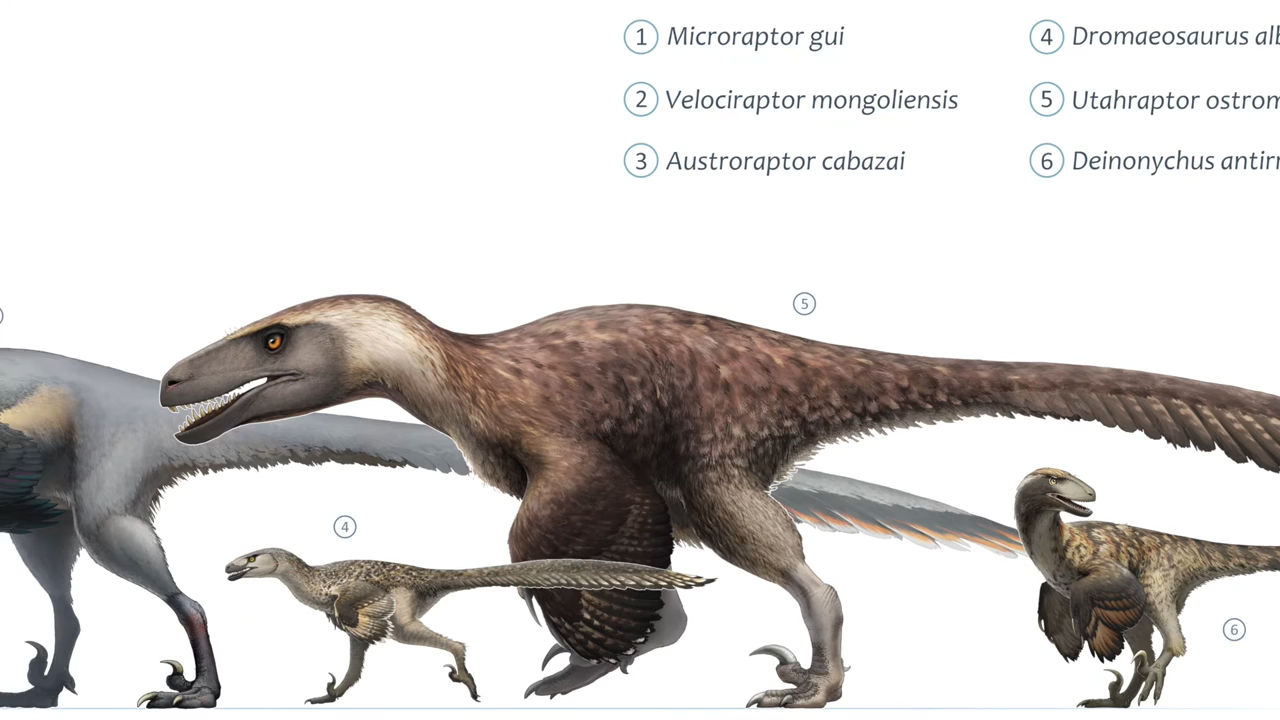 1 Microraptor gui
2 Velociraptor mongoliensis
3 Austroraptor cabazai
4 Dromaeosaurus
5 Utahraptor
6 Deinonychus
5
4
6